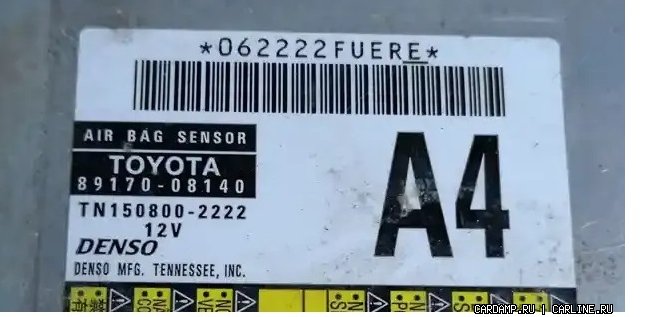 *062222FUERE*
AIR BAG SENSOR
TOYOTA
89170-08140
TN150800-2222
12V
DENSO
DENSO MFG. TENNESSEE, INC.
A4
CARDAMP.RU | CARLINE.RU